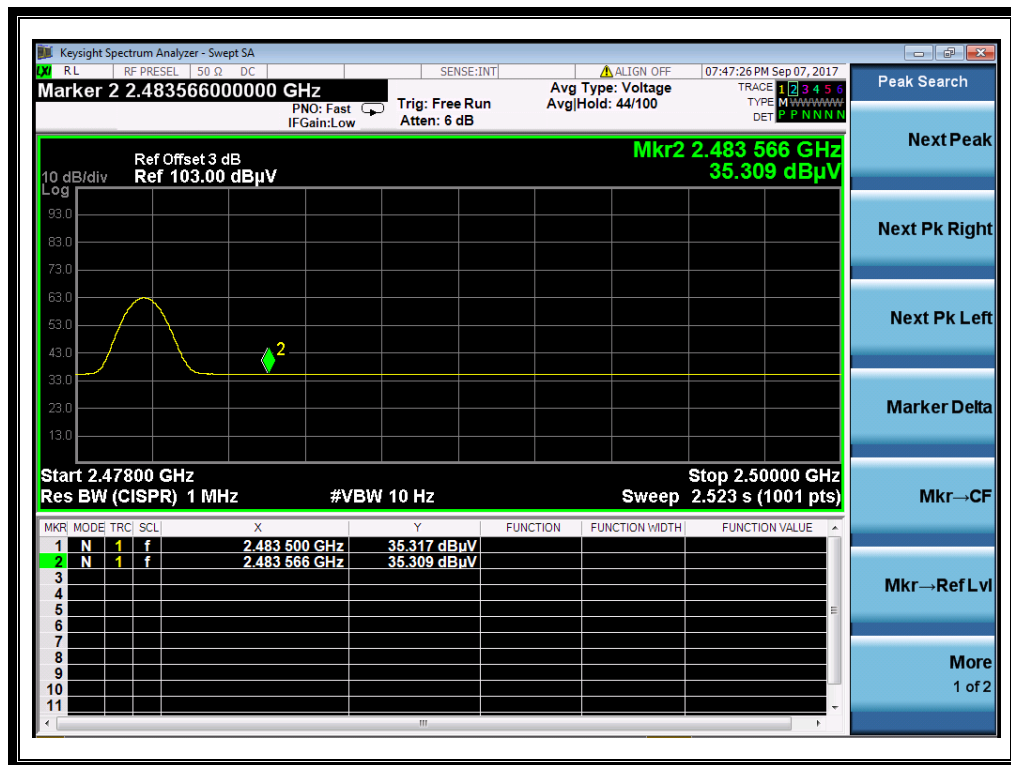 Keysight Spectrum Analyzer - Swept SA
LXI RL RF PRESEL 50 Ω DC SENSE:INT ALIGN OFF 07:47:26 PM Sep 07, 2017
Marker 2 2.483566000000 GHz
PNO: Fast
IFGain:Low
Trig: Free Run
Atten: 6 dB
Avg Type: Voltage
Avg|Hold: 44/100
TRACE 1 2 3 4 5 6
TYPE M WWWWW
DET P P N N N N
Mkr2 2.483 566 GHz
35.309 dBµV
Ref Offset 3 dB
10 dB/div Ref 103.00 dBµV
Log
93.0
83.0
73.0
63.0
53.0
43.0
33.0
23.0
13.0
2
Start 2.47800 GHz Stop 2.50000 GHz
Res BW (CISPR) 1 MHz #VBW 10 Hz Sweep 2.523 s (1001 pts)
MKR MODE TRC SCL X Y FUNCTION FUNCTION WIDTH FUNCTION VALUE
1 N 1 f 2.483 500 GHz 35.317 dBµV
2 N 1 f 2.483 566 GHz 35.309 dBµV
3
4
5
6
7
8
9
10
11
Peak Search
Next Peak
Next Pk Right
Next Pk Left
Marker Delta
Mkr→CF
Mkr→Ref Lvl
More
1 of 2